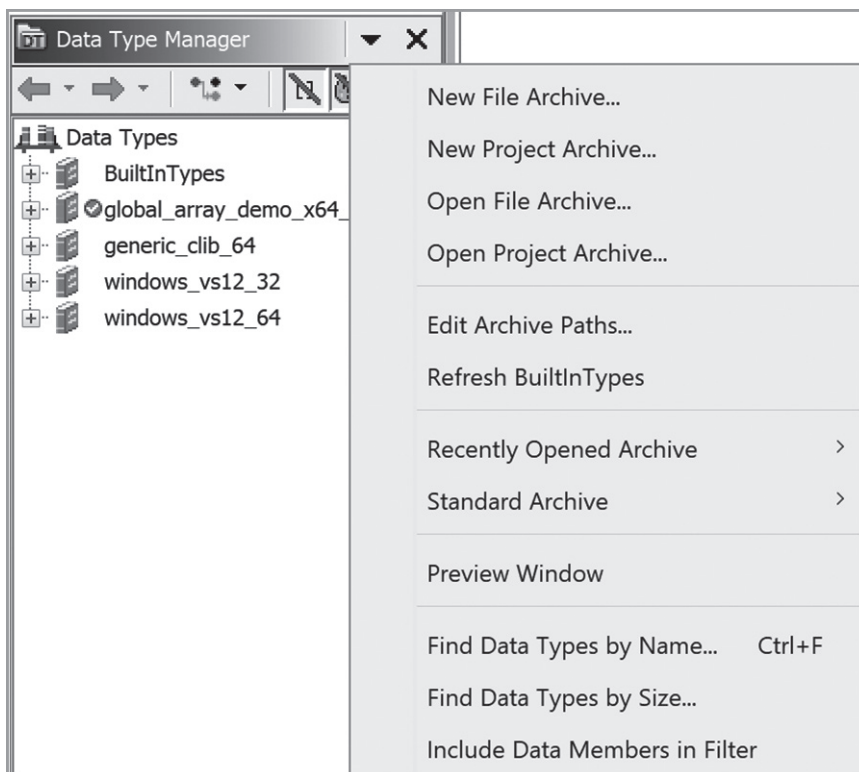 DT Data Type Manager
Data Types
BuiltInTypes
global_array_demo_x64_
generic_clib_64
windows_vs12_32
windows_vs12_64
New File Archive...
New Project Archive...
Open File Archive...
Open Project Archive...
Edit Archive Paths...
Refresh BuiltInTypes
Recently Opened Archive
Standard Archive
Preview Window
Find Data Types by Name... Ctrl+F
Find Data Types by Size...
Include Data Members in Filter